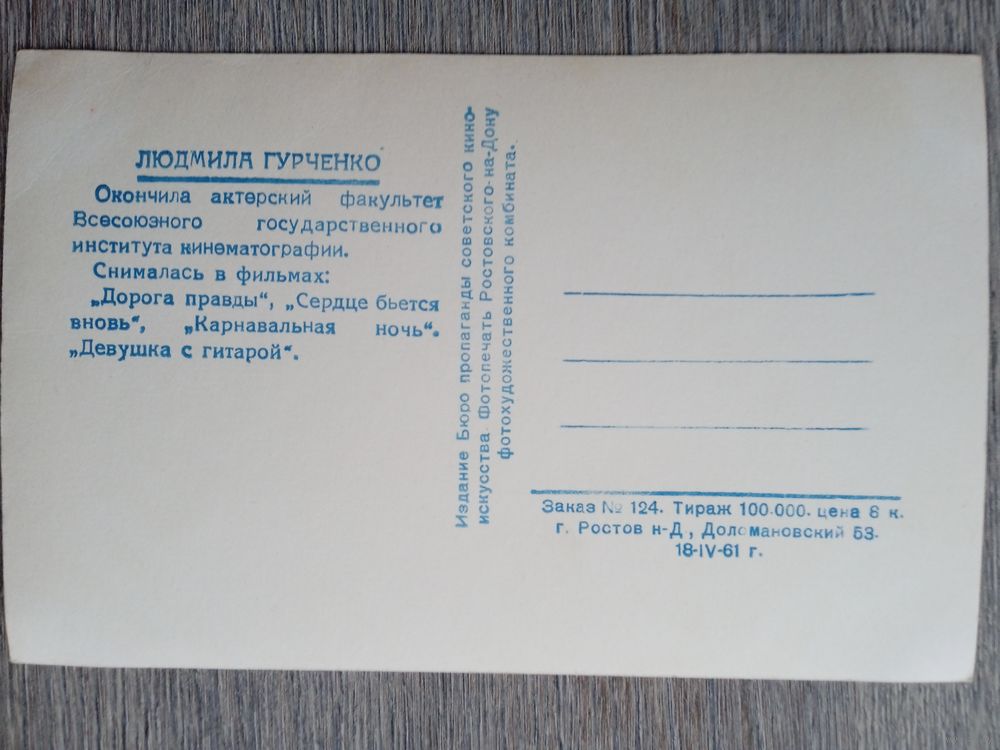 ЛЮДМИЛА ГУРЧЕНКО
Окончила актерский факультет
Всесоюзного государственного
института кинематографии.
Снималась в фильмах:
„Дорога правды“, „Сердце бьется
вновь“, „Карнавальная ночь“.
„Девушка с гитарой“.
Издание Бюро пропаганды советского кино-
искусства. Фотопечать Ростовского-на-Дону
фотохудожественного комбината.
Заказ № 124. Тираж 100.000. цена 8 к.
г. Ростов н-Д, Доломановский 53.
18-IV-61 г.